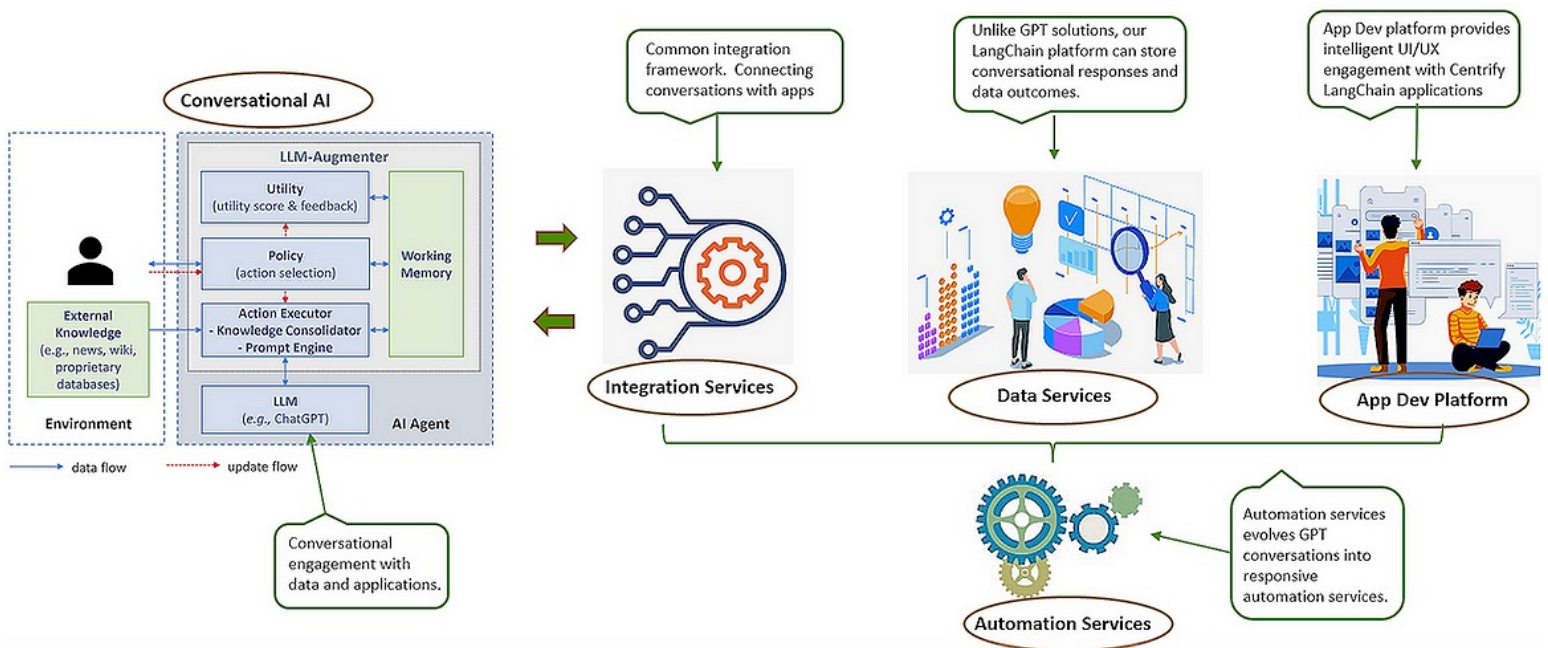 Conversational AI
LLM-Augmenter
Utility
(utility score & feedback)
Policy
(action selection)
Action Executor
- Knowledge Consolidator
- Prompt Engine
Working
Memory
External
Knowledge
(e.g., news, wiki,
proprietary
databases)
Environment
LLM
(e.g., ChatGPT)
AI Agent
data flow
update flow
Conversational
engagement with
data and applications.
Common integration
framework. Connecting
conversations with apps
Integration Services
Unlike GPT solutions, our
LangChain platform can store
conversational responses and
data outcomes.
Data Services
App Dev platform provides
intelligent UI/UX
engagement with Centrify
LangChain applications
App Dev Platform
Automation services
evolves GPT
conversations into
responsive
automation services.
Automation Services